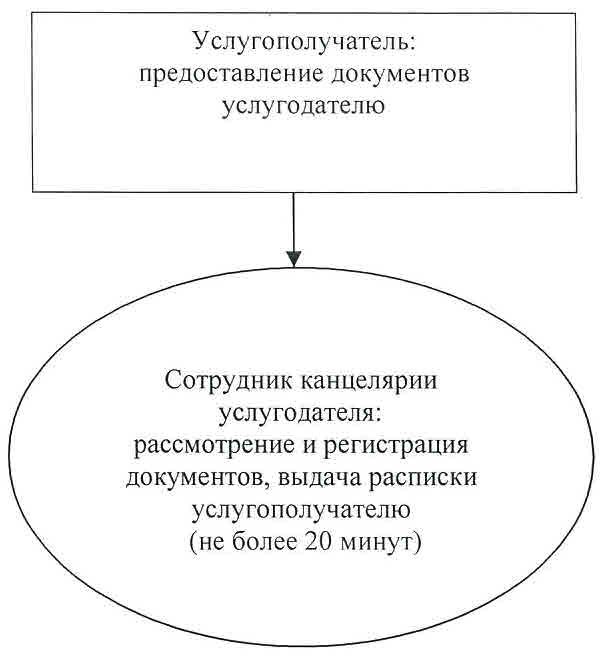 Услугополучатель:
предоставление документов
услугодателю
Сотрудник канцелярии
услугодателя:
рассмотрение и регистрация
документов, выдача расписки
услугополучателю
(не более 20 минут)